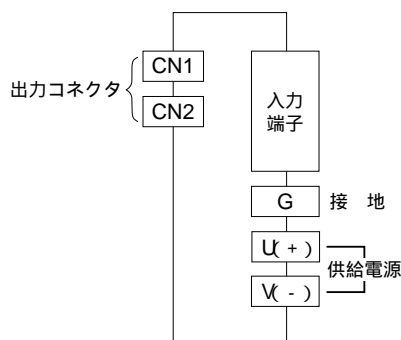 CN1
出力コネクタ
CN2
入力
端子
G 接 地
U( + )
供給電源
V( - )